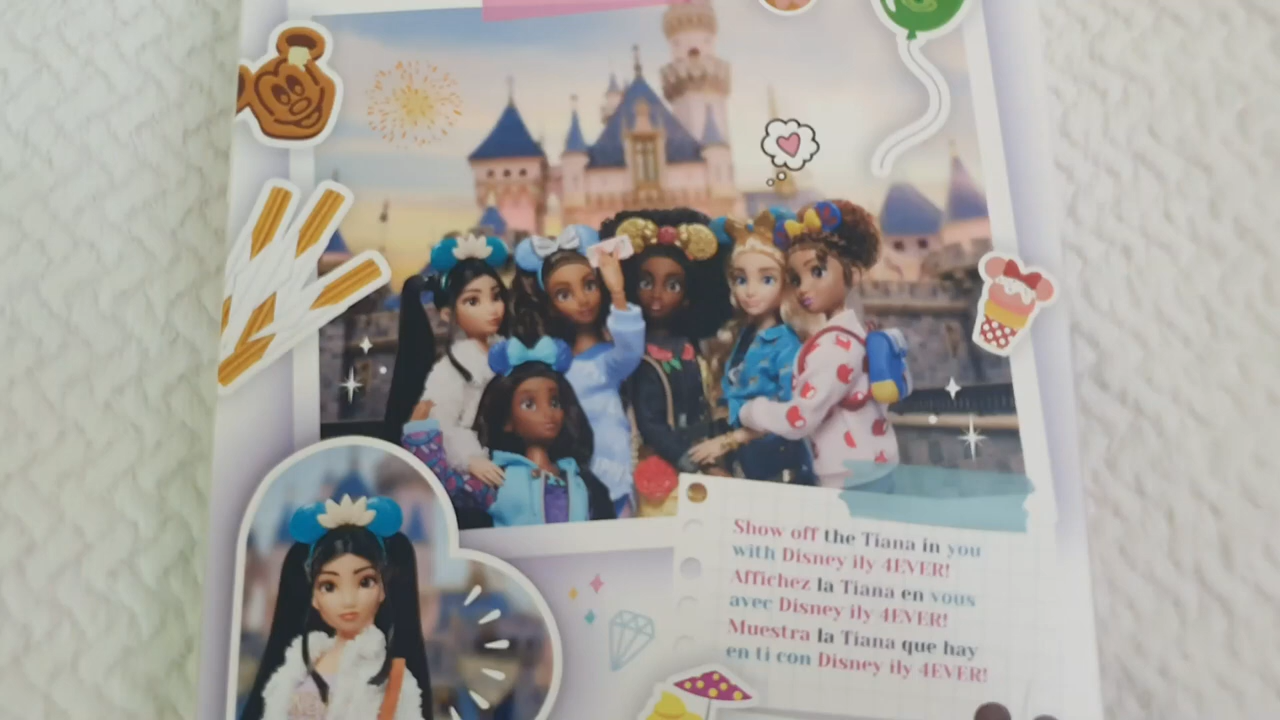 Show off the Tiana in you
with Disney ily 4EVER!
Affichez la Tiana en vous
avec Disney ily 4EVER!
Muestra la Tiana que hay
en ti con Disney ily 4EVER!